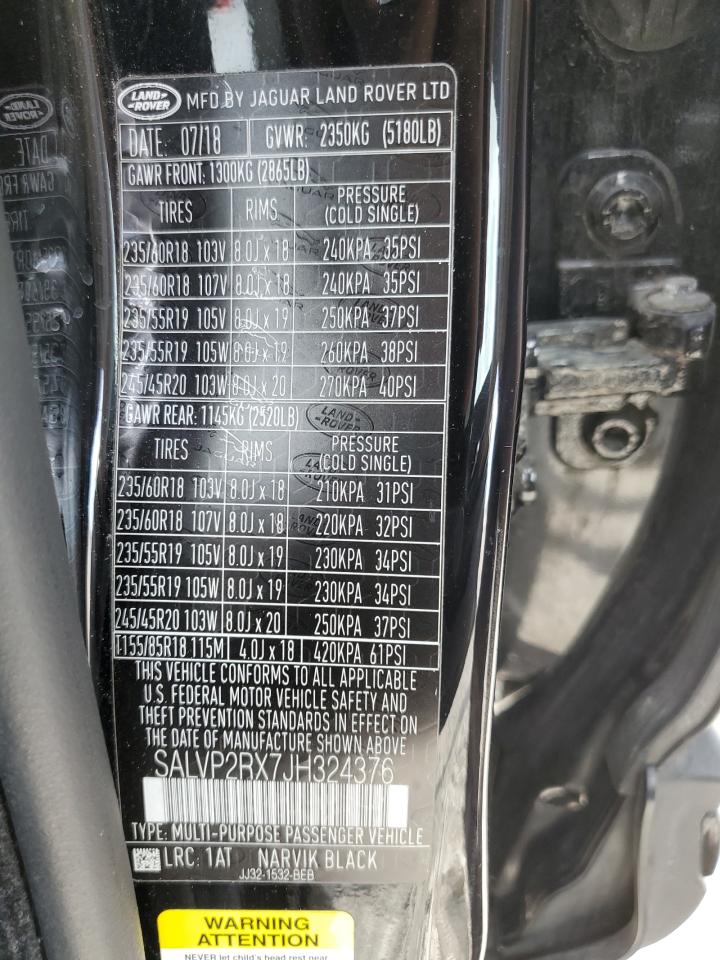 LAND ROVER MFD BY JAGUAR LAND ROVER LTD
DATE: 07/18 GVWR: 2350KG (5180LB)
GAWR FRONT: 1300KG (2865LB)
TIRES RIMS PRESSURE (COLD SINGLE)
235/60R18 103V 8.0J x 18 240KPA 35PSI
235/60R18 107V 8.0J x 18 240KPA 35PSI
235/55R19 105V 8.0J x 19 250KPA 37PSI
235/55R19 105W 8.0J x 19 260KPA 38PSI
245/45R20 103W 8.0J x 20 270KPA 40PSI
GAWR REAR: 1145KG (2520LB)
TIRES RIMS PRESSURE (COLD SINGLE)
235/60R18 103V 8.0J x 18 210KPA 31PSI
235/60R18 107V 8.0J x 18 220KPA 32PSI
235/55R19 105V 8.0J x 19 230KPA 34PSI
235/55R19 105W 8.0J x 19 230KPA 34PSI
245/45R20 103W 8.0J x 20 250KPA 37PSI
T155/85R18 115M 4.0J x 18 420KPA 61PSI
THIS VEHICLE CONFORMS TO ALL APPLICABLE
U.S. FEDERAL MOTOR VEHICLE SAFETY AND
THEFT PREVENTION STANDARDS IN EFFECT ON
THE DATE OF MANUFACTURE SHOWN ABOVE
SALVP2RX7JH324376
TYPE: MULTI-PURPOSE PASSENGER VEHICLE
LRC: 1AT NARVIK BLACK
JJ32-1532-BEB
WARNING
ATTENTION
NEVER let child's head rest near